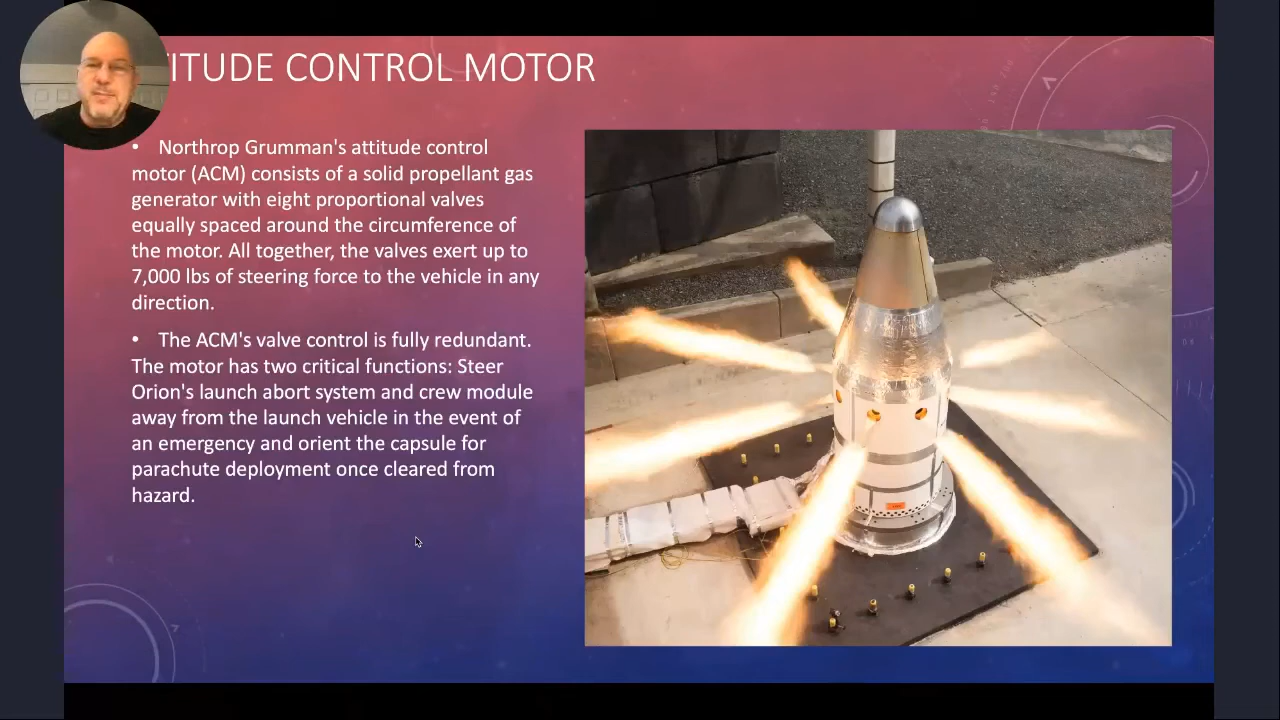 TITUDE CONTROL MOTOR
• Northrop Grumman's attitude control
motor (ACM) consists of a solid propellant gas
generator with eight proportional valves
equally spaced around the circumference of
the motor. All together, the valves exert up to
7,000 lbs of steering force to the vehicle in any
direction.
• The ACM's valve control is fully redundant.
The motor has two critical functions: Steer
Orion's launch abort system and crew module
away from the launch vehicle in the event of
an emergency and orient the capsule for
parachute deployment once cleared from
hazard.